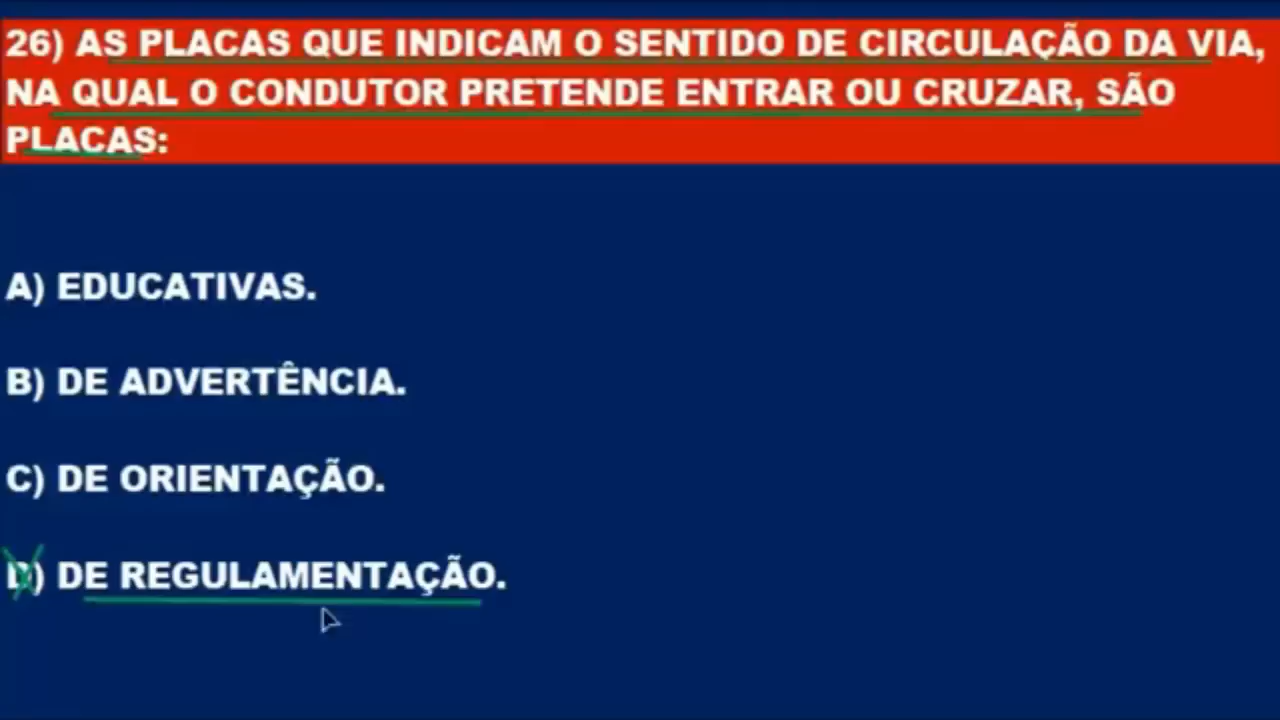 26) AS PLACAS QUE INDICAM O SENTIDO DE CIRCULAÇÃO DA VIA,
NA QUAL O CONDUTOR PRETENDE ENTRAR OU CRUZAR, SÃO
PLACAS:
A) EDUCATIVAS.
B) DE ADVERTÊNCIA.
C) DE ORIENTAÇÃO.
D) DE REGULAMENTAÇÃO.